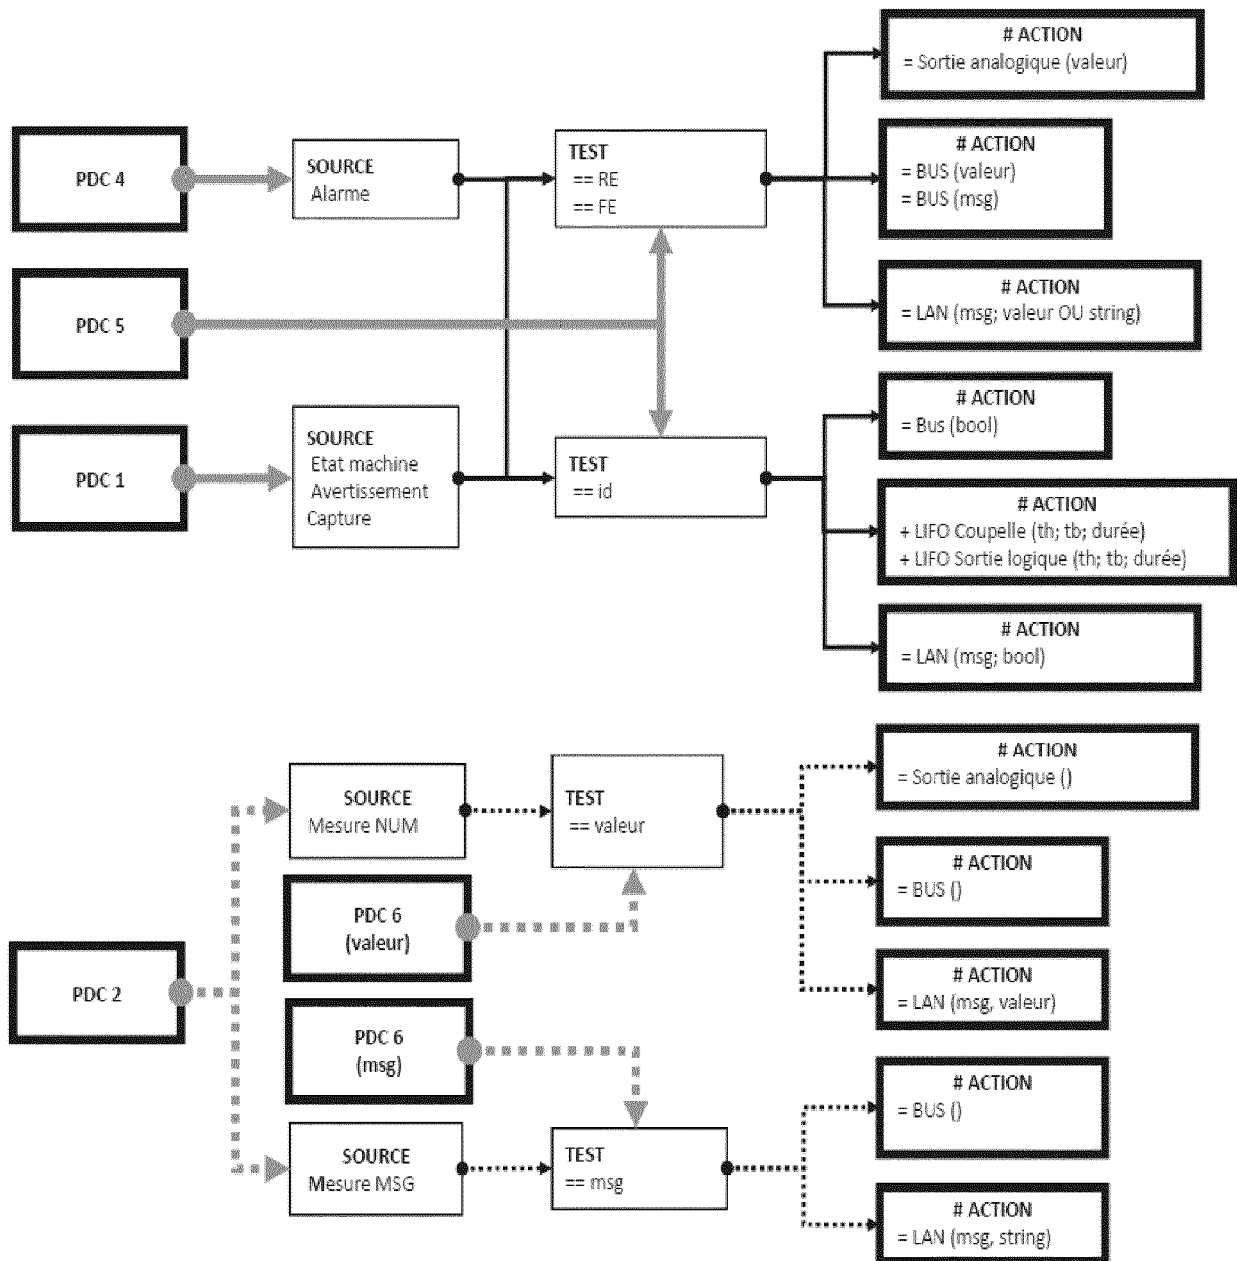 # ACTION
= Sortie analogique (valeur)
PDC 4
SOURCE
Alarme
TEST
== RE
== FE
# ACTION
= BUS (valeur)
= BUS (msg)
PDC 5
# ACTION
= LAN (msg; valeur OU string)
PDC 1
SOURCE
Etat machine
Avertissement
Capture
TEST
== id
# ACTION
= Bus (bool)
# ACTION
+ LIFO Coupelle (th; tb; durée)
+ LIFO Sortie logique (th; tb; durée)
# ACTION
= LAN (msg; bool)
SOURCE
Mesure NUM
TEST
== valeur
# ACTION
= Sortie analogique ()
# ACTION
= BUS ()
PDC 6
(valeur)
PDC 2
# ACTION
= LAN (msg, valeur)
PDC 6
(msg)
# ACTION
= BUS ()
SOURCE
Mesure MSG
TEST
== msg
# ACTION
= LAN (msg, string)